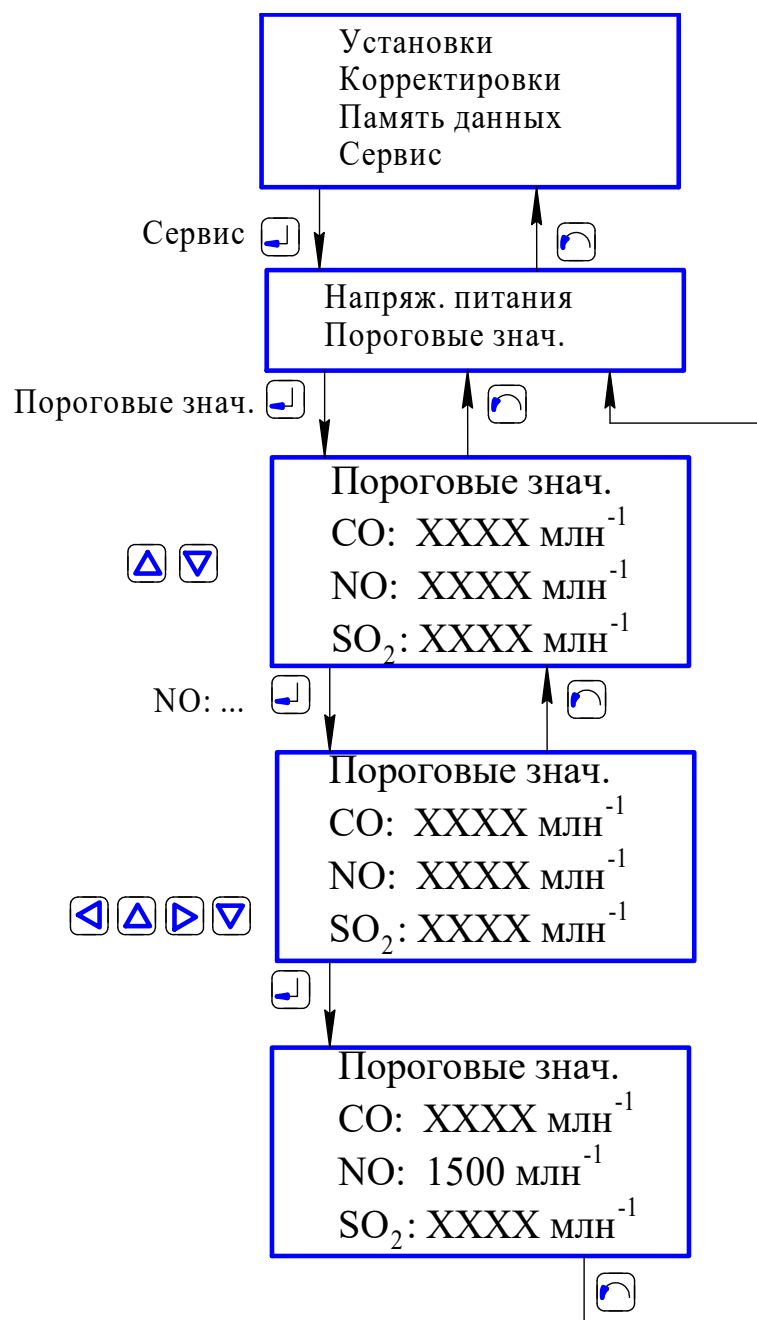 Установки
Корректировки
Память данных
Сервис
Сервис
Напряж. питания
Пороговые знач.
Пороговые знач.
Пороговые знач.
CO: XXXX млн⁻¹
NO: XXXX млн⁻¹
SO₂: XXXX млн⁻¹
NO: ...
Пороговые знач.
CO: XXXX млн⁻¹
NO: XXXX млн⁻¹
SO₂: XXXX млн⁻¹
Пороговые знач.
CO: XXXX млн⁻¹
NO: 1500 млн⁻¹
SO₂: XXXX млн⁻¹